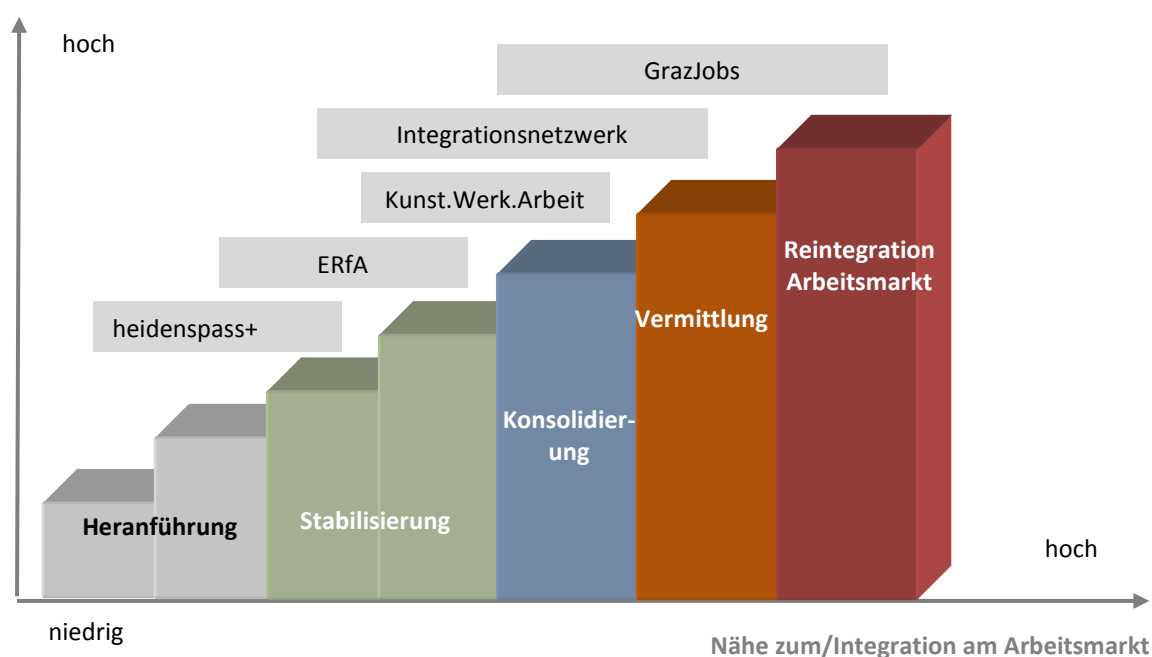 hoch
GrazJobs
Integrationsnetzwerk
Kunst.Werk.Arbeit
ERfA
heidenspass+
Reintegration
Arbeitsmarkt
Vermittlung
Konsolidier-
ung
Stabilisierung
Heranführung
hoch
niedrig
Nähe zum/Integration am Arbeitsmarkt